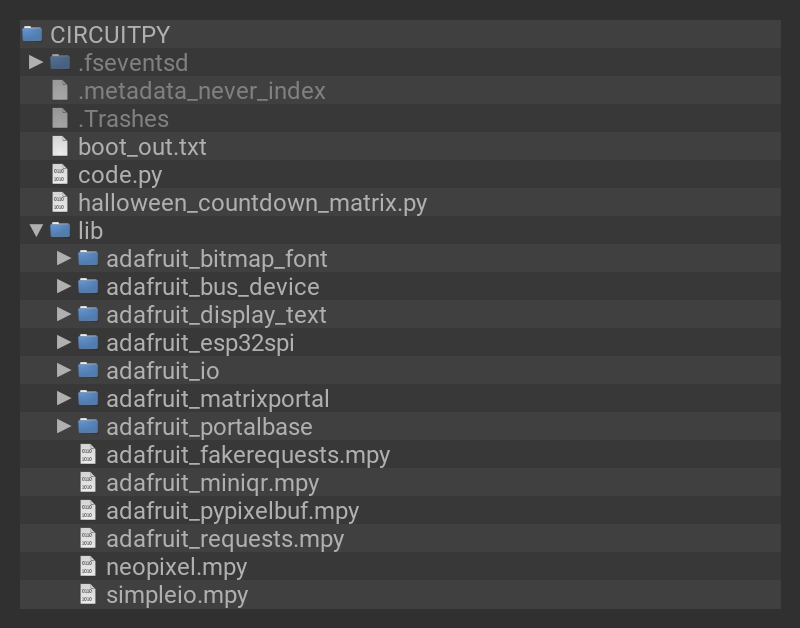 CIRCUITPY
.fseventsd
.metadata_never_index
.Trashes
boot_out.txt
code.py
halloween_countdown_matrix.py
lib
adafruit_bitmap_font
adafruit_bus_device
adafruit_display_text
adafruit_esp32spi
adafruit_io
adafruit_matrixportal
adafruit_portalbase
adafruit_fakerequests.mpy
adafruit_miniqr.mpy
adafruit_pypixelbuf.mpy
adafruit_requests.mpy
neopixel.mpy
simpleio.mpy